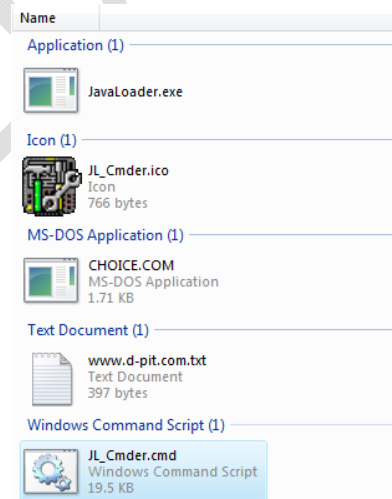 Name
Application (1)
JavaLoader.exe
Icon (1)
JL_Cmder.ico
Icon
766 bytes
MS-DOS Application (1)
CHOICE.COM
MS-DOS Application
1.71 KB
Text Document (1)
www.d-pit.com.txt
Text Document
397 bytes
Windows Command Script (1)
JL_Cmder.cmd
Windows Command Script
19.5 KB